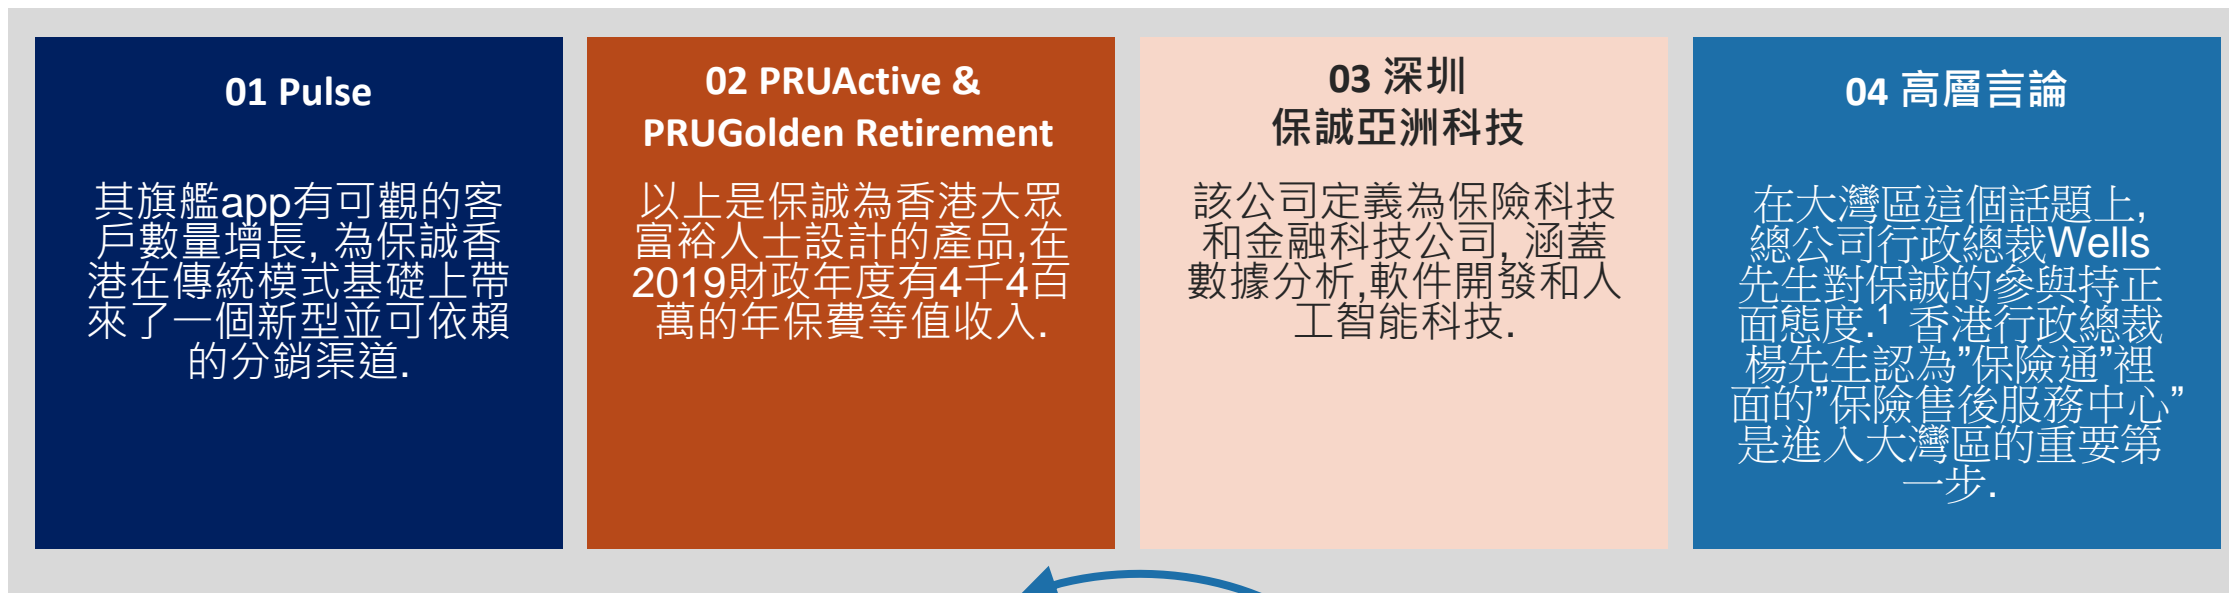 01 Pulse
其旗艦app有可觀的客
戶數量增長, 為保誠香
港在傳統模式基礎上帶
來了一個新型並可依賴
的分銷渠道.
02 PRUActive &
PRUGolden Retirement
以上是保誠為香港大眾
富裕人士設計的產品,在
2019財政年度有4千4百
萬的年保費等值收入.
03 深圳
保誠亞洲科技
該公司定義為保險科技
和金融科技公司, 涵蓋
數據分析,軟件開發和人
工智能科技.
04 高層言論
在大灣區這個話題上,
總公司行政總裁Wells
先生對保誠的參與持正
面態度.¹ 香港行政總裁
楊先生認為”保險通”裡
面的”保險售後服務中心”
是進入大灣區的重要第
一步.